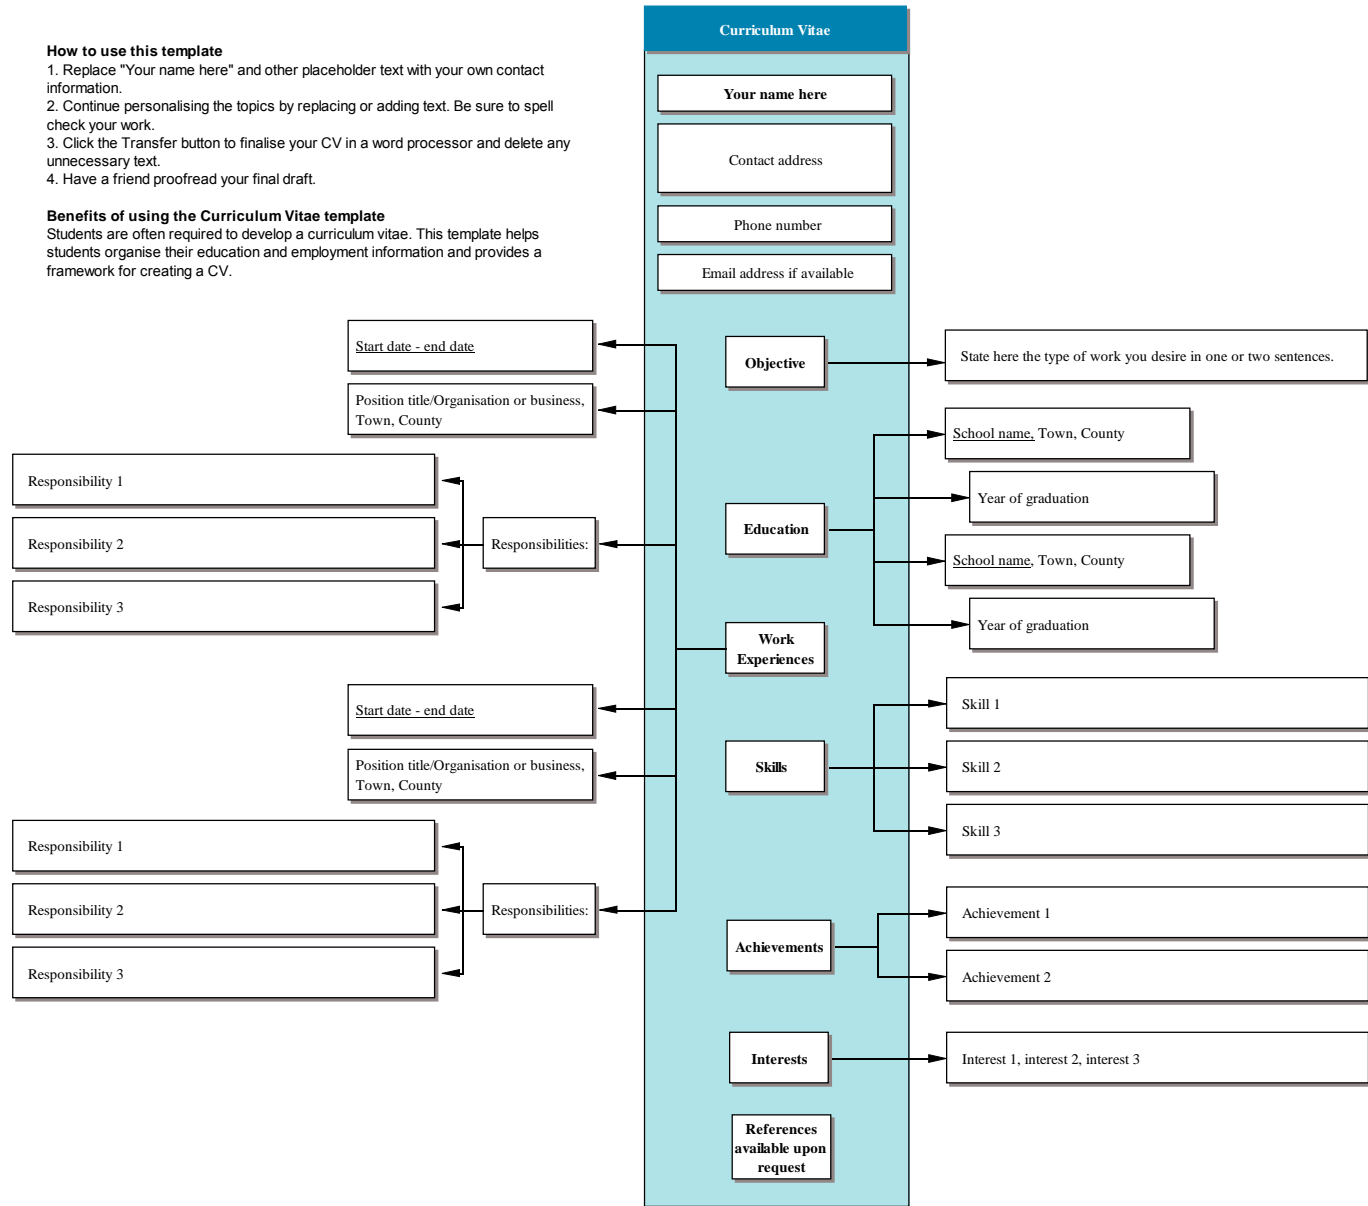 Curriculum Vitae
How to use this template
1. Replace "Your name here" and other placeholder text with your own contact
information.
2. Continue personalising the topics by replacing or adding text. Be sure to spell
check your work.
3. Click the Transfer button to finalise your CV in a word processor and delete any
unnecessary text.
4. Have a friend proofread your final draft.
Benefits of using the Curriculum Vitae template
Students are often required to develop a curriculum vitae. This template helps
students organise their education and employment information and provides a
framework for creating a CV.
Your name here
Contact address
Phone number
Email address if available
Objective
State here the type of work you desire in one or two sentences.
Education
School name, Town, County
Year of graduation
School name, Town, County
Year of graduation
Work
Experiences
Start date - end date
Position title/Organisation or business,
Town, County
Responsibilities:
Responsibility 1
Responsibility 2
Responsibility 3
Start date - end date
Position title/Organisation or business,
Town, County
Responsibilities:
Responsibility 1
Responsibility 2
Responsibility 3
Skills
Skill 1
Skill 2
Skill 3
Achievements
Achievement 1
Achievement 2
Interests
Interest 1, interest 2, interest 3
References
available upon
request